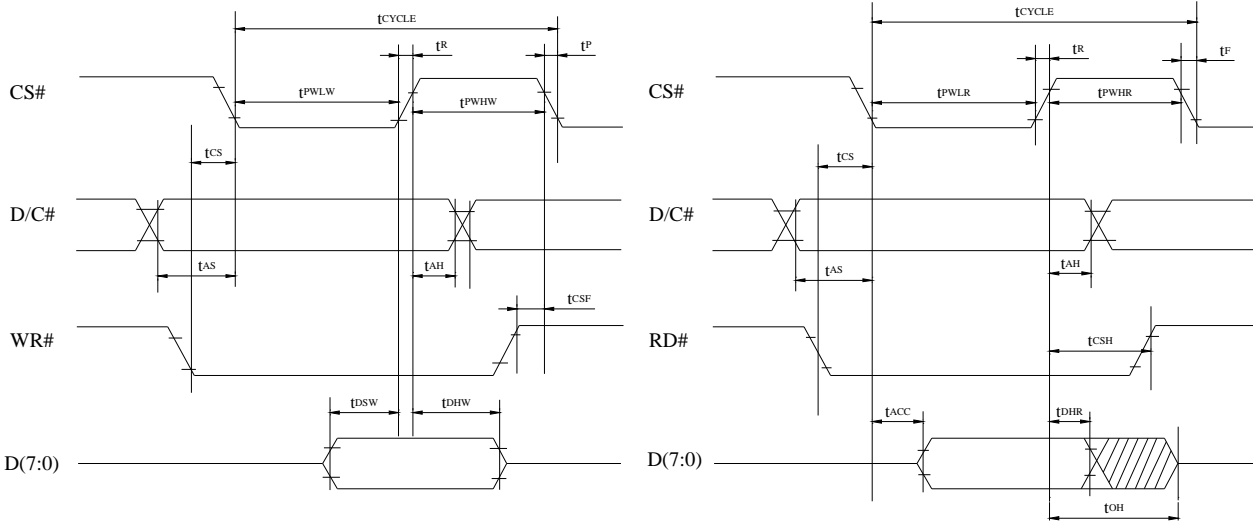 tCYCLE
tR
tP
CS#
tPWLW
tPWHW
tCS
D/C#
tAS
tAH
tCSF
WR#
tDSW
tDHW
D(7:0)
tCYCLE
tR
tF
CS#
tPWLR
tPWHR
tCS
D/C#
tAS
tAH
RD#
tCSH
tACC
tDHR
D(7:0)
tOH